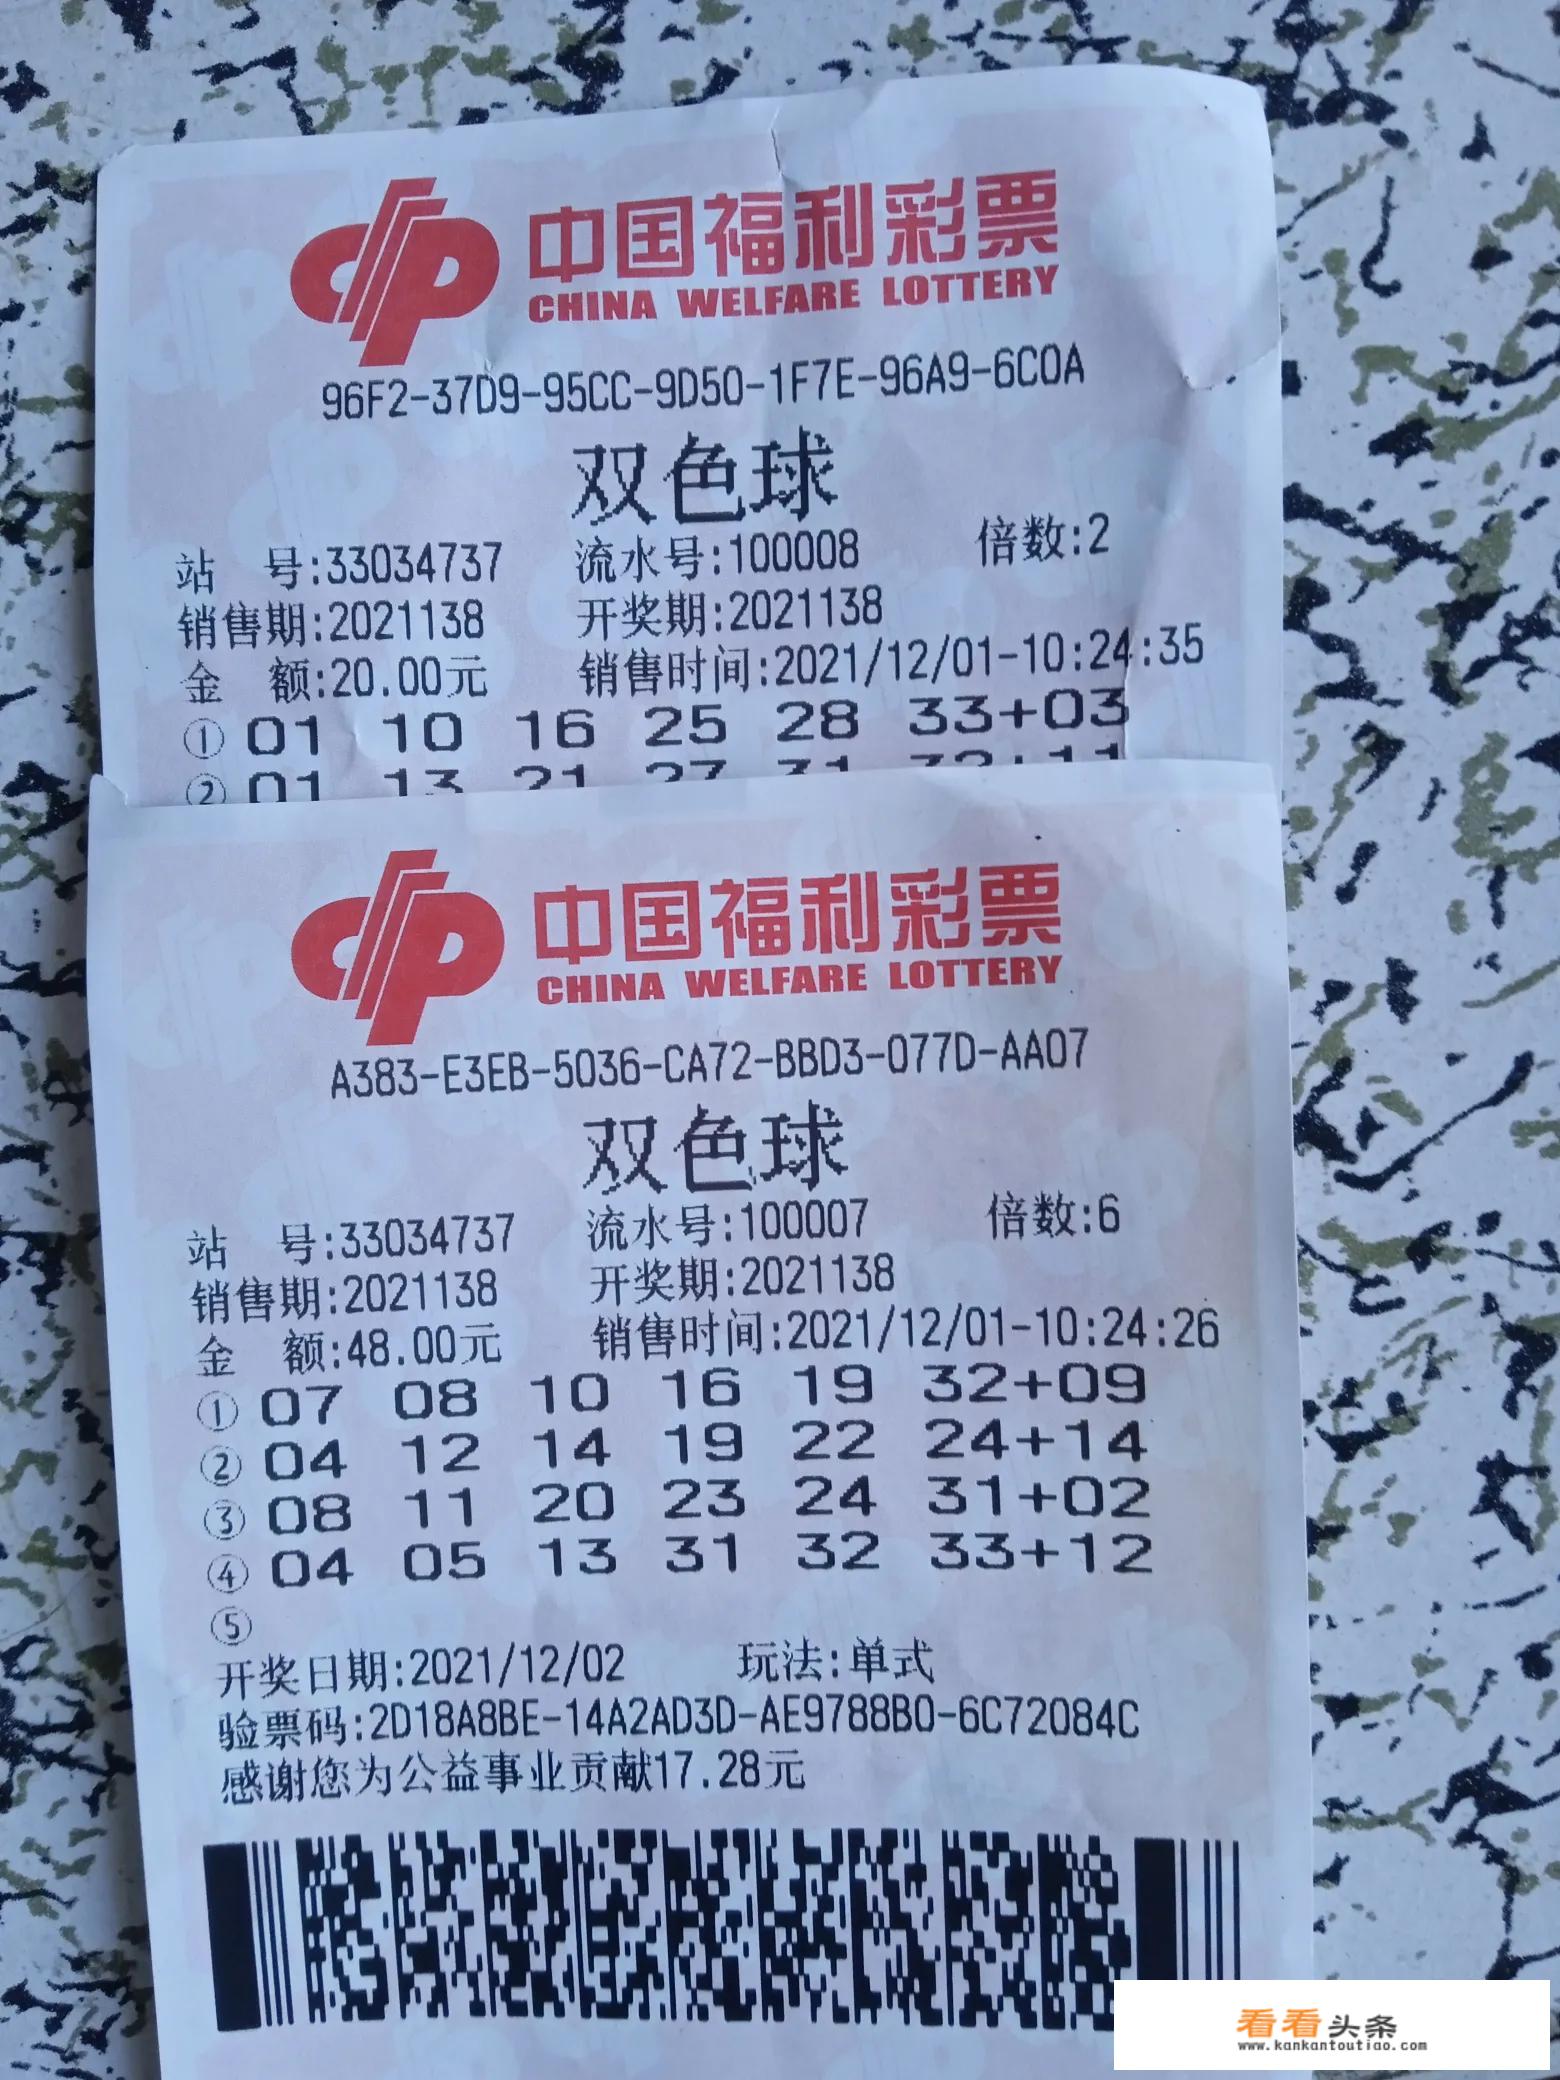 中国福利彩票
CHINA WELFARE LOTTERY
96F2-37D9-95CC-9D50-1F7E-96A9-6C0A
双色球
站 号:33034737 流水号:100008 倍数:2
销售期:2021138 开奖期:2021138
金 额:20.00元 销售时间:2021/12/01-10:24:35
① 01 10 16 25 28 33+03
② 01 13 21 27 31 32+11
中国福利彩票
CHINA WELFARE LOTTERY
A383-E3EB-5036-CA72-BBD3-077D-AA07
双色球
站 号:33034737 流水号:100007 倍数:6
销售期:2021138 开奖期:2021138
金 额:48.00元 销售时间:2021/12/01-10:24:26
① 07 08 10 16 19 32+09
② 04 12 14 19 22 24+14
③ 08 11 20 23 24 31+02
④ 04 05 13 31 32 33+12
⑤
开奖日期:2021/12/02 玩法:单式
验票码:2D18A8BE-14A2AD3D-AE9788B0-6C72084C
感谢您为公益事业贡献17.28元
看看头条
www.kankantoutiao.com